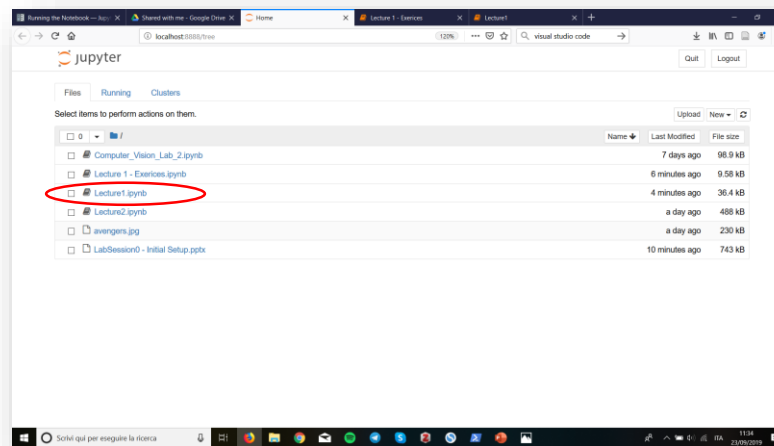 Running the Notebook — Jupy
Shared with me - Google Drive
Home
Lecture 1 - Exerices
Lecture1
localhost:8888/tree
120%
visual studio code
jupyter
Quit
Logout
Files Running Clusters
Select items to perform actions on them.
Upload New
0 /
Name Last Modified File size
Computer_Vision_Lab_2.ipynb 7 days ago 98.9 kB
Lecture 1 - Exerices.ipynb 6 minutes ago 9.58 kB
Lecture1.ipynb 4 minutes ago 36.4 kB
Lecture2.ipynb a day ago 488 kB
avengers.jpg a day ago 230 kB
LabSession0 - Initial Setup.pptx 10 minutes ago 743 kB
Scrivi qui per eseguire la ricerca
ITA
11:34
23/09/2019